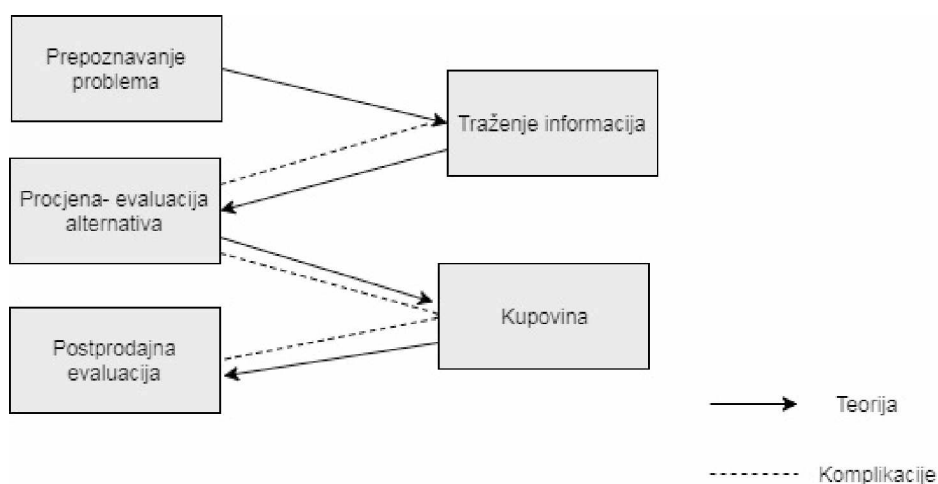 Prepoznavanje
problema
Traženje informacija
Procjena- evaluacija
alternativa
Kupovina
Postprodajna
evaluacija
Teorija
Komplikacije